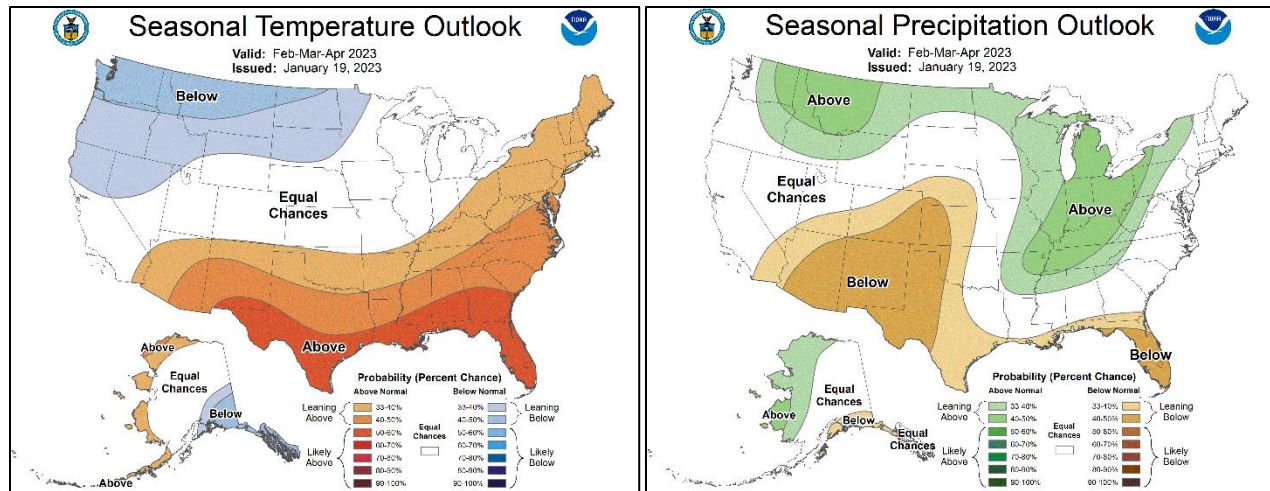 Seasonal Temperature Outlook
NOAA
Valid: Feb-Mar-Apr 2023
Issued: January 19, 2023
Below
Equal
Chances
Above
Above
Equal
Chances
Below
Above
Probability (Percent Chance)
Above Normal
Below Normal
Leaning
Above
33-40%
40-50%
Equal
Chances
33-40%
40-50%
Leaning
Below
Likely
Above
50-60%
60-70%
70-80%
80-90%
90-100%
50-60%
60-70%
70-80%
80-90%
90-100%
Likely
Below
Seasonal Precipitation Outlook
NOAA
Valid: Feb-Mar-Apr 2023
Issued: January 19, 2023
Above
Equal
Chances
Above
Below
Below
Equal
Chances
Above
Below
Equal
Chances
Probability (Percent Chance)
Above Normal
Below Normal
Leaning
Above
33-40%
40-50%
Equal
Chances
33-40%
40-50%
Leaning
Below
Likely
Above
50-60%
60-70%
70-80%
80-90%
90-100%
50-60%
60-70%
70-80%
80-90%
90-100%
Likely
Below